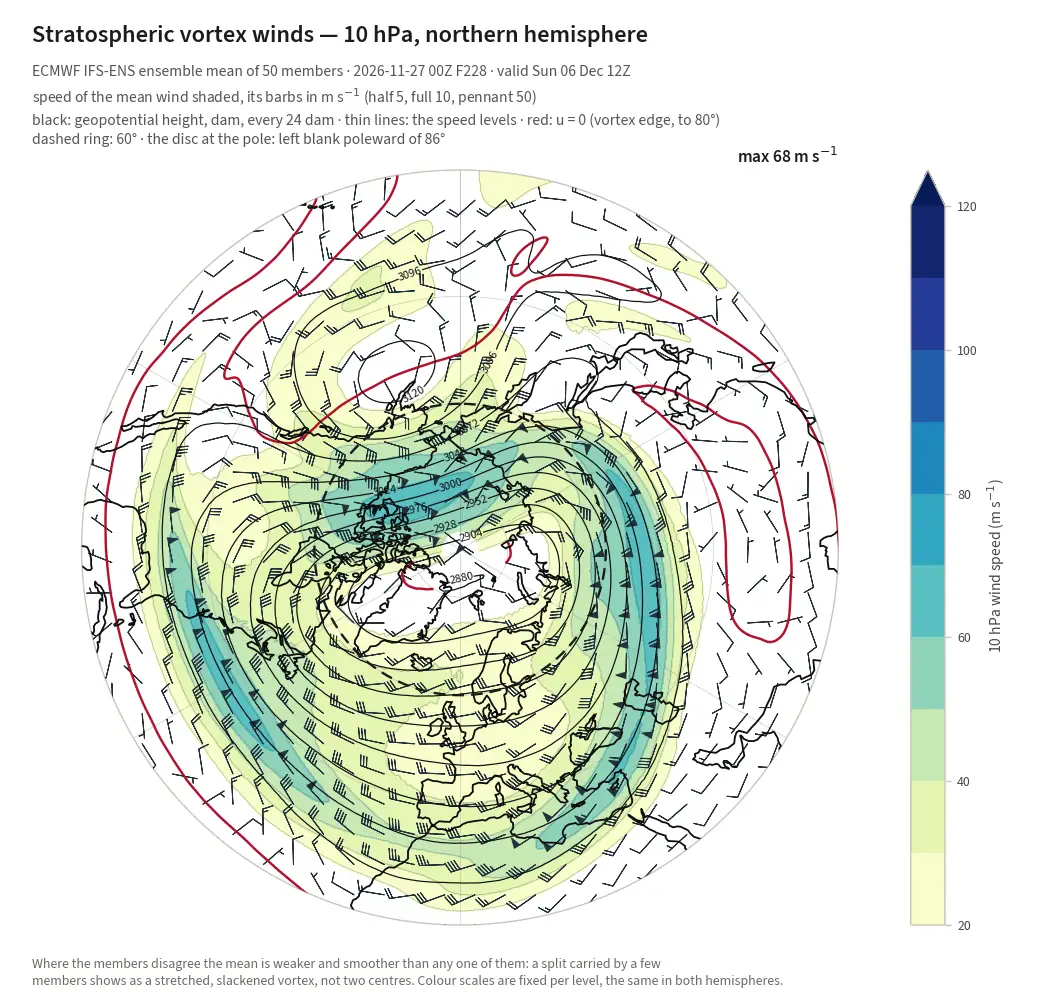 Stratospheric vortex winds — 10 hPa, northern hemisphere
ECMWF IFS-ENS ensemble mean of 50 members · 2026-11-27 00Z F228 · valid Sun 06 Dec 12Z
speed of the mean wind shaded, its barbs in m s⁻¹ (half 5, full 10, pennant 50)
black: geopotential height, dam, every 24 dam · thin lines: the speed levels · red: u = 0 (vortex edge, to 80°)
dashed ring: 60° · the disc at the pole: left blank poleward of 86°
max 68 m s⁻¹
120
100
80
60
40
20
10 hPa wind speed (m s⁻¹)
3096
3120
3000
2976
2952
2928
2904
2880
Where the members disagree the mean is weaker and smoother than any one of them: a split carried by a few
members shows as a stretched, slackened vortex, not two centres. Colour scales are fixed per level, the same in both hemispheres.